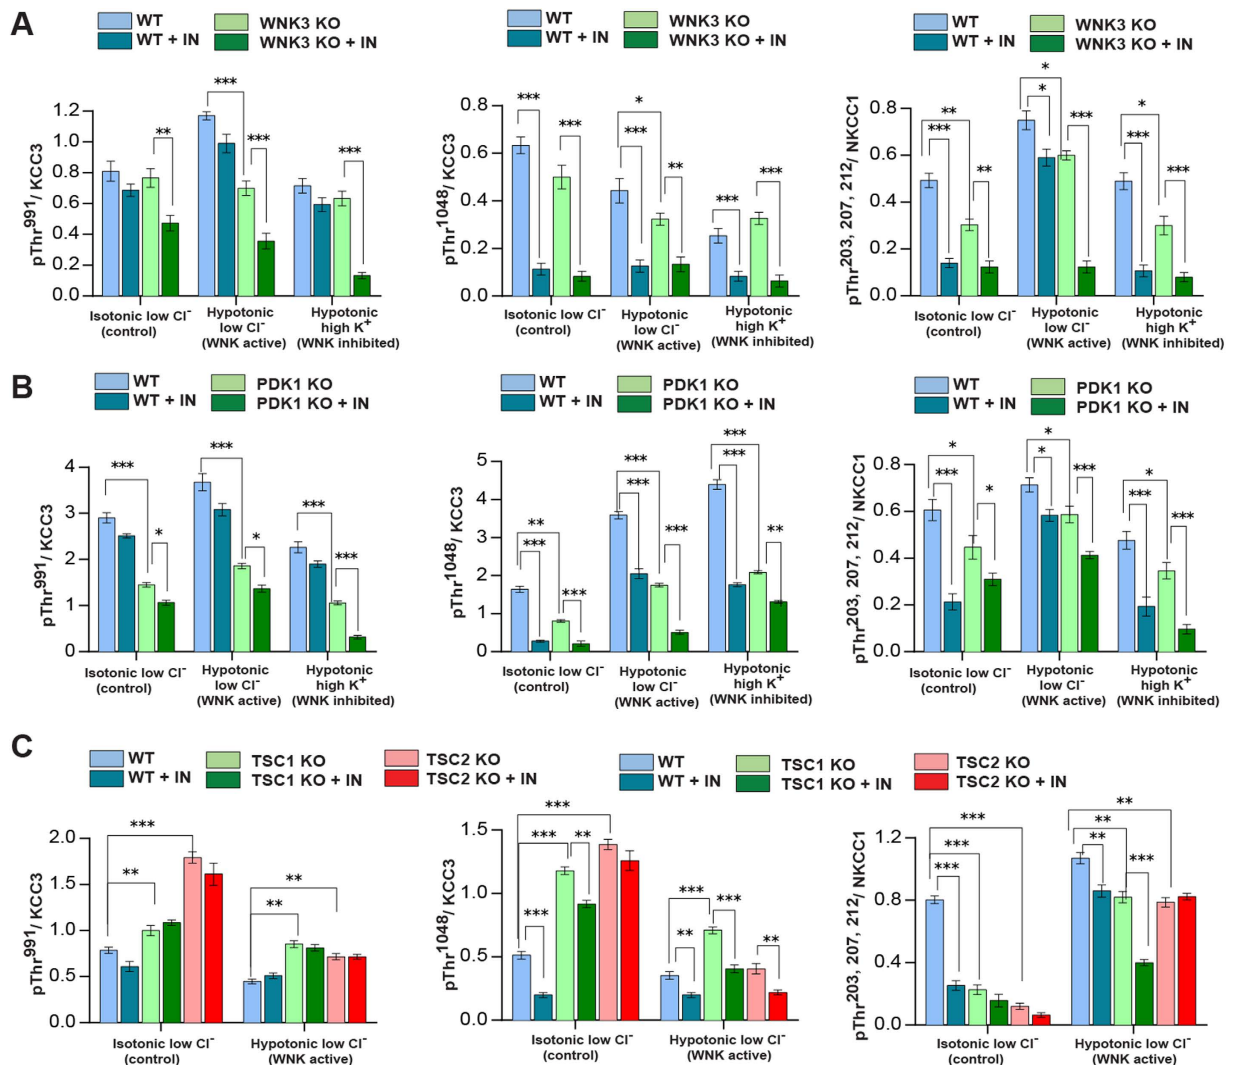 A
WT
WT + IN
WNK3 KO
WNK3 KO + IN
pThr991/ KCC3
1.2
1.0
0.8
0.6
0.4
0.2
0.0
**
***
***
***
Isotonic low Cl-
(control)
Hypotonic
low Cl-
(WNK active)
Hypotonic
high K+
(WNK inhibited)
WT
WT + IN
WNK3 KO
WNK3 KO + IN
pThr1048/ KCC3
0.8
0.6
0.4
0.2
0.0
***
***
*
***
**
***
***
Isotonic low Cl-
(control)
Hypotonic
low Cl-
(WNK active)
Hypotonic
high K+
(WNK inhibited)
WT
WT + IN
WNK3 KO
WNK3 KO + IN
pThr203, 207, 212/ NKCC1
0.8
0.6
0.4
0.2
0.0
**
***
**
*
*
***
*
***
***
Isotonic low Cl-
(control)
Hypotonic
low Cl-
(WNK active)
Hypotonic
high K+
(WNK inhibited)
B
WT
WT + IN
PDK1 KO
PDK1 KO + IN
pThr991/ KCC3
4
3
2
1
0
***
*
***
*
***
***
Isotonic low Cl-
(control)
Hypotonic
low Cl-
(WNK active)
Hypotonic
high K+
(WNK inhibited)
WT
WT + IN
PDK1 KO
PDK1 KO + IN
pThr1048/ KCC3
5
4
3
2
1
0
**
***
***
***
***
***
***
***
**
Isotonic low Cl-
(control)
Hypotonic
low Cl-
(WNK active)
Hypotonic
high K+
(WNK inhibited)
WT
WT + IN
PDK1 KO
PDK1 KO + IN
pThr203, 207, 212/ NKCC1
0.8
0.6
0.4
0.2
0.0
*
***
*
*
*
***
*
***
***
Isotonic low Cl-
(control)
Hypotonic
low Cl-
(WNK active)
Hypotonic
high K+
(WNK inhibited)
C
WT
WT + IN
TSC1 KO
TSC1 KO + IN
TSC2 KO
TSC2 KO + IN
WT
WT + IN
TSC1 KO
TSC1 KO + IN
TSC2 KO
TSC2 KO + IN
pThr991/ KCC3
2.0
1.5
1.0
0.5
0.0
***
**
**
**
Isotonic low Cl-
(control)
Hypotonic low Cl-
(WNK active)
pThr1048/ KCC3
1.5
1.0
0.5
0.0
***
***
**
***
***
**
***
**
Isotonic low Cl-
(control)
Hypotonic low Cl-
(WNK active)
pThr203, 207, 212/ NKCC1
1.2
0.8
0.4
0.0
***
***
***
**
**
**
***
Isotonic low Cl-
(control)
Hypotonic low Cl-
(WNK active)